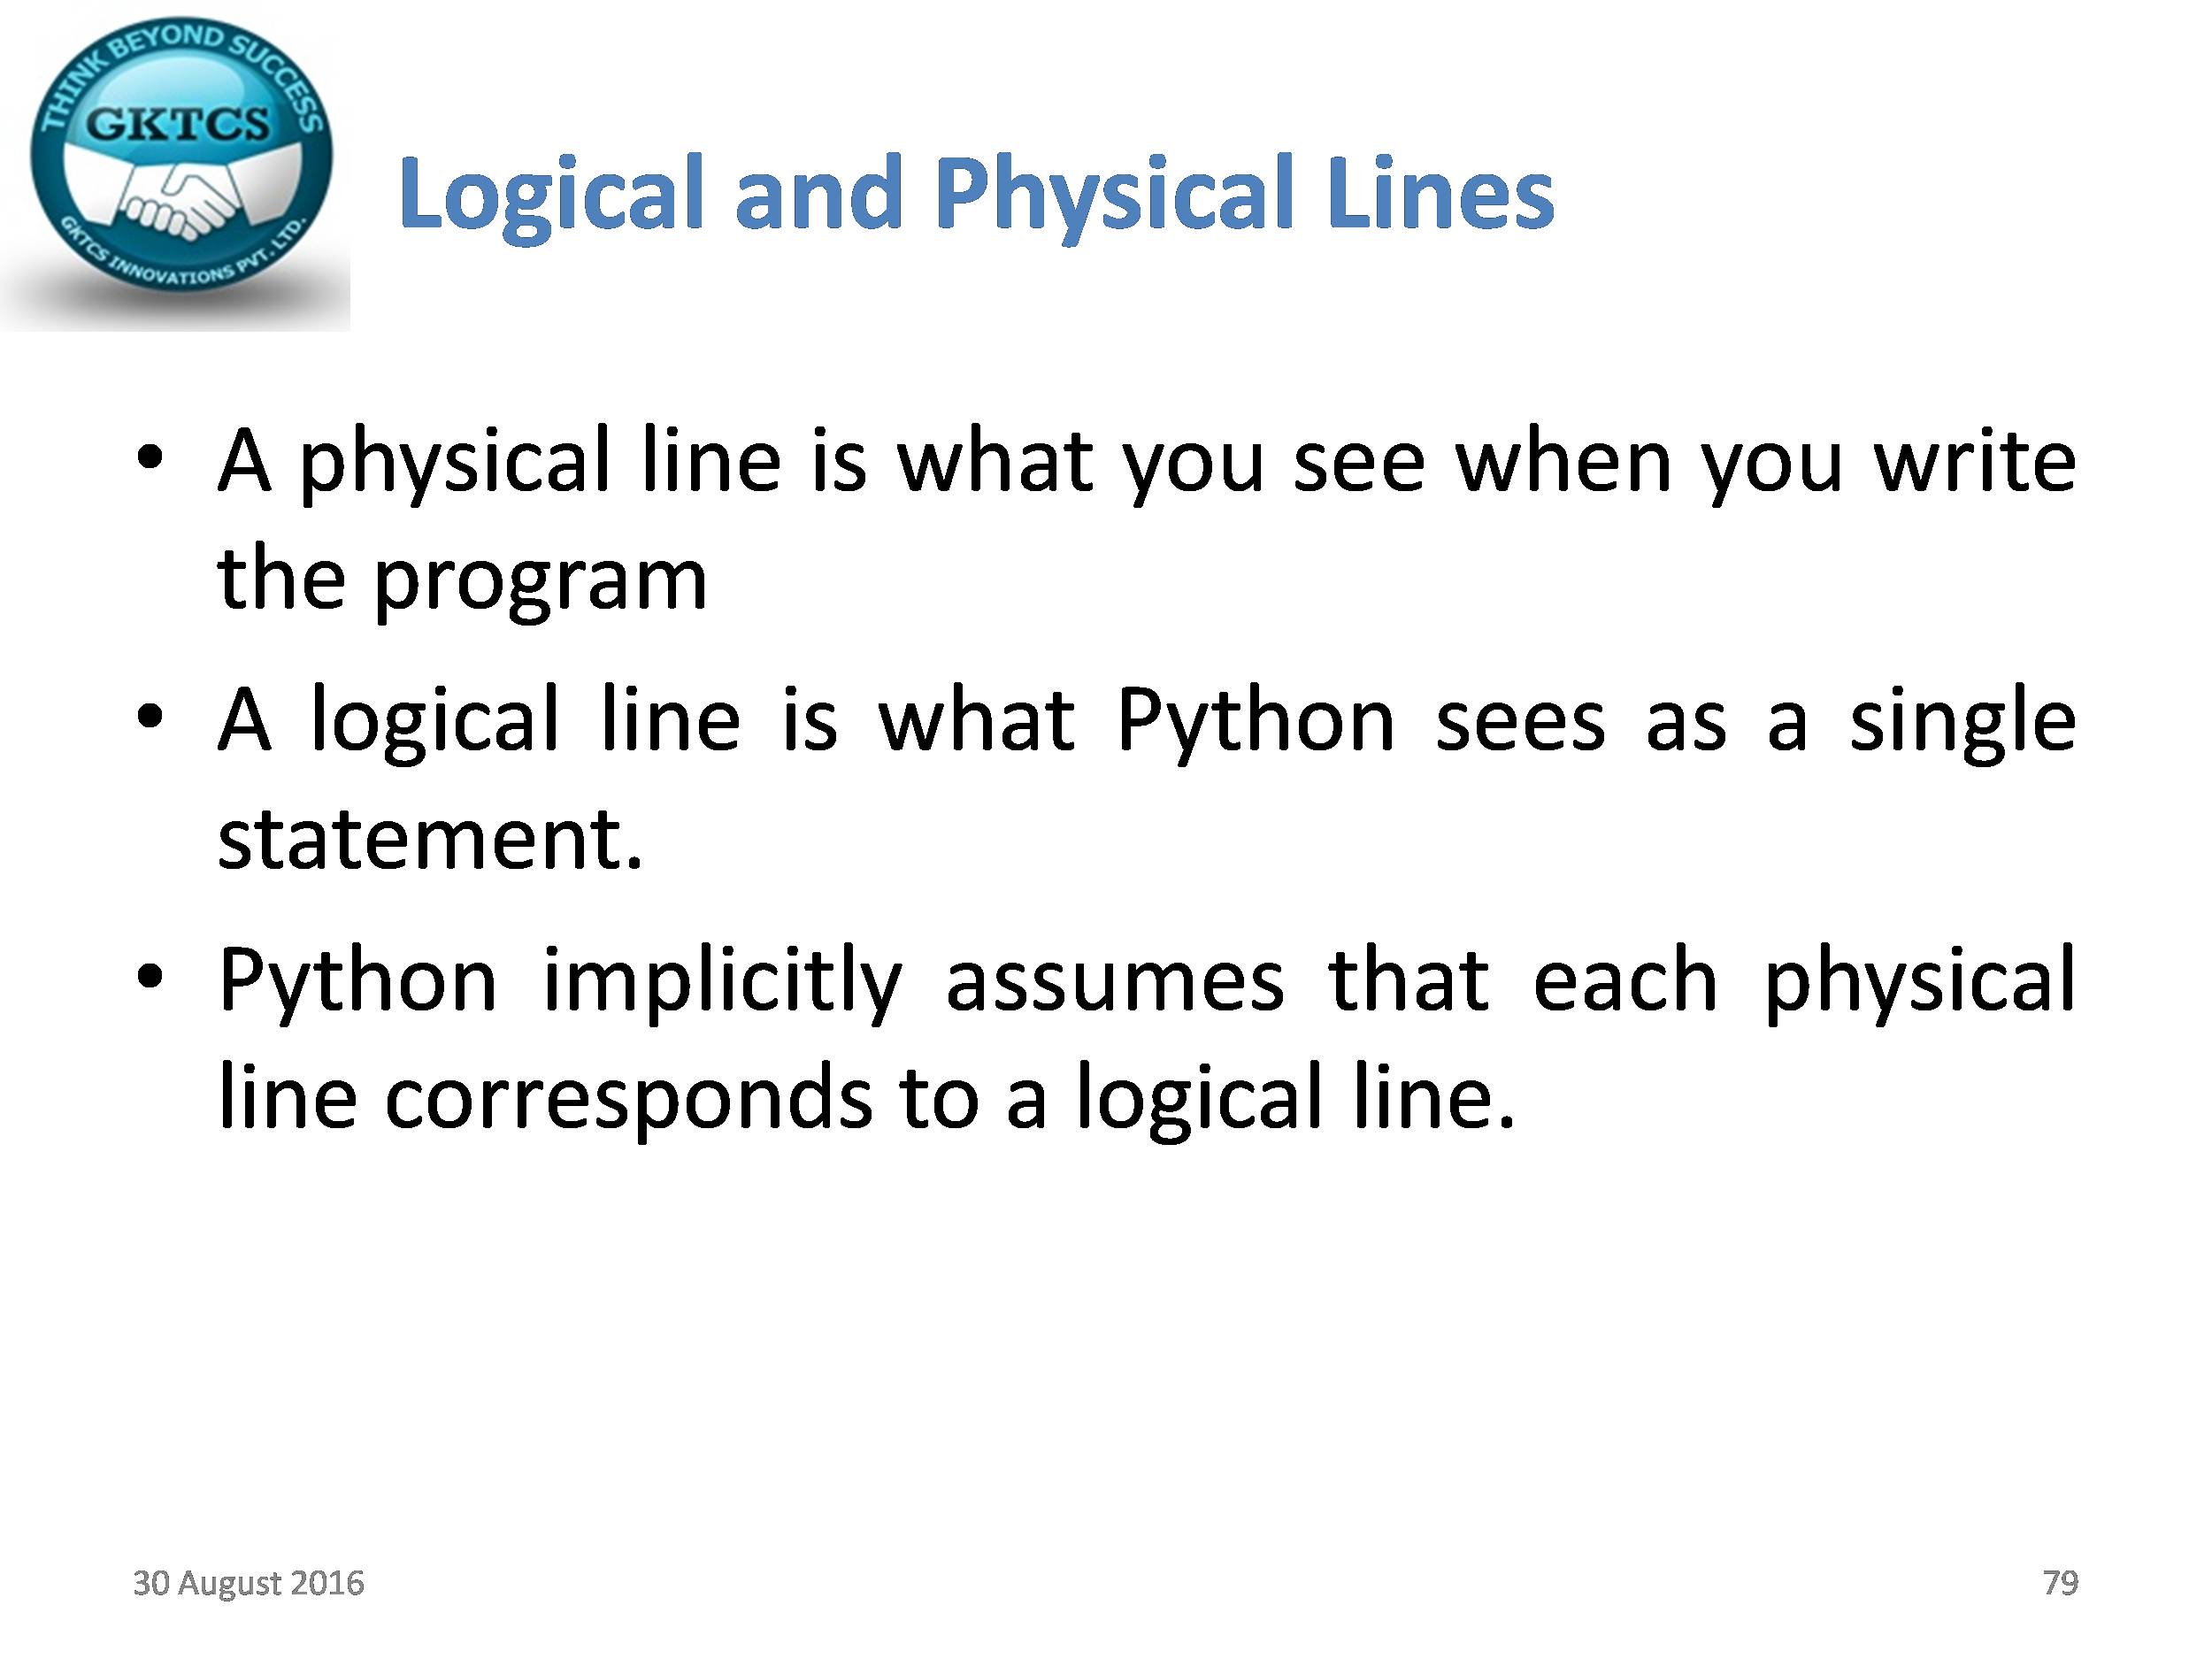 THINK BEYOND SUCCESS
GKTCS
GKTCS INNOVATIONS PVT. LTD.
Logical and Physical Lines
• A physical line is what you see when you write
the program
• A logical line is what Python sees as a single
statement.
• Python implicitly assumes that each physical
line corresponds to a logical line.
30 August 2016
79